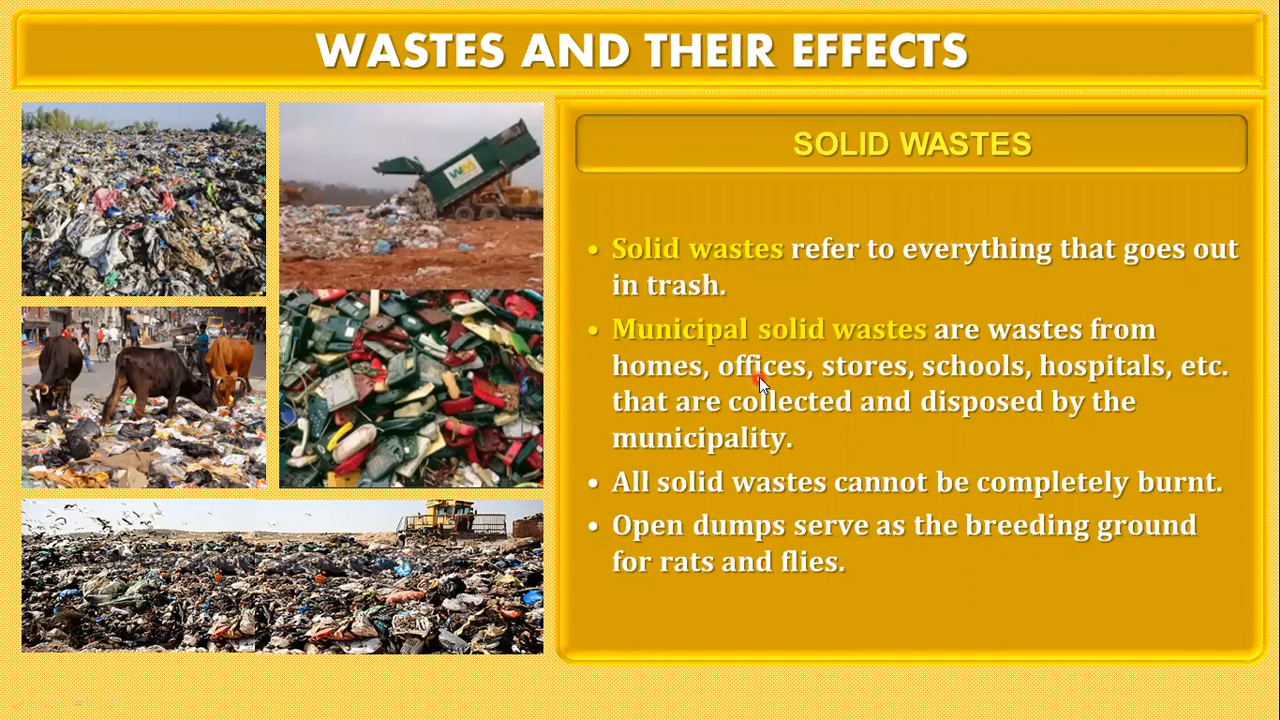 WASTES AND THEIR EFFECTS
SOLID WASTES
• Solid wastes refer to everything that goes out
in trash.
• Municipal solid wastes are wastes from
homes, offices, stores, schools, hospitals, etc.
that are collected and disposed by the
municipality.
• All solid wastes cannot be completely burnt.
• Open dumps serve as the breeding ground
for rats and flies.